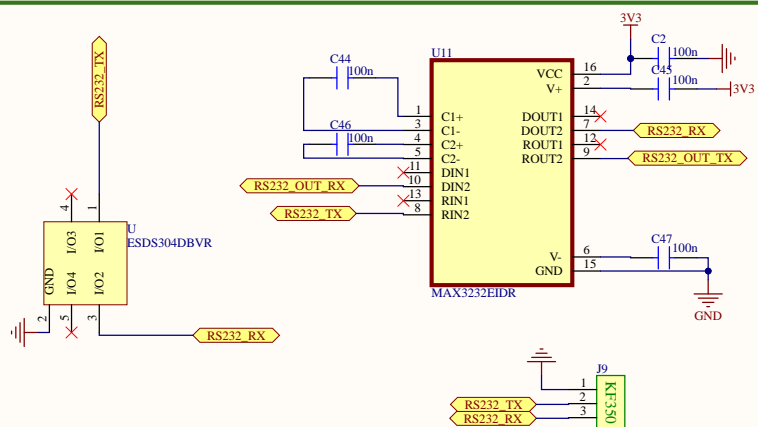 RS232_TX
4
1
I/O3
I/O1
U
ESDS304DBVR
GND
I/O4
I/O2
2
5
3
RS232_RX
C44
100n
C46
100n
U11
1
C1+
3
C1-
4
C2+
5
C2-
11
DIN1
RS232_OUT_RX
10
DIN2
13
RIN1
RS232_TX
8
RIN2
VCC
16
V+
2
DOUT1
14
DOUT2
7
RS232_RX
ROUT1
12
ROUT2
9
RS232_OUT_TX
V-
6
GND
15
MAX3232EIDR
3V3
C2
100n
C45
100n
3V3
C47
100n
GND
J9
KF350
1
RS232_TX
2
RS232_RX
3